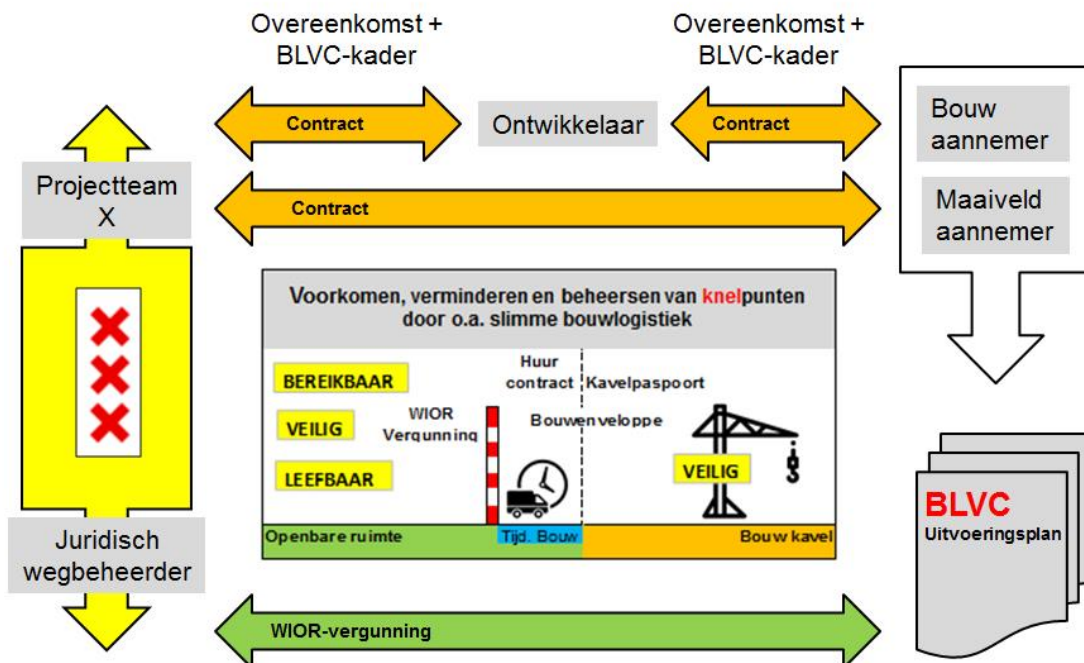 Overeenkomst +
BLVC-kader
Overeenkomst +
BLVC-kader
Contract
Ontwikkelaar
Contract
Bouw
aannemer
Maaiveld
aannemer
Projectteam
X
Contract
Voorkomen, verminderen en beheersen van knelpunten
door o.a. slimme bouwlogistiek
BEREIKBAAR
VEILIG
LEEFBAAR
WIOR
Vergunning
Huur
contract
Kavelpaspoort
Bouwenveloppe
VEILIG
Openbare ruimte
Tijd. Bouw
Bouw kavel
Juridisch
wegbeheerder
BLVC
Uitvoeringsplan
WIOR-vergunning